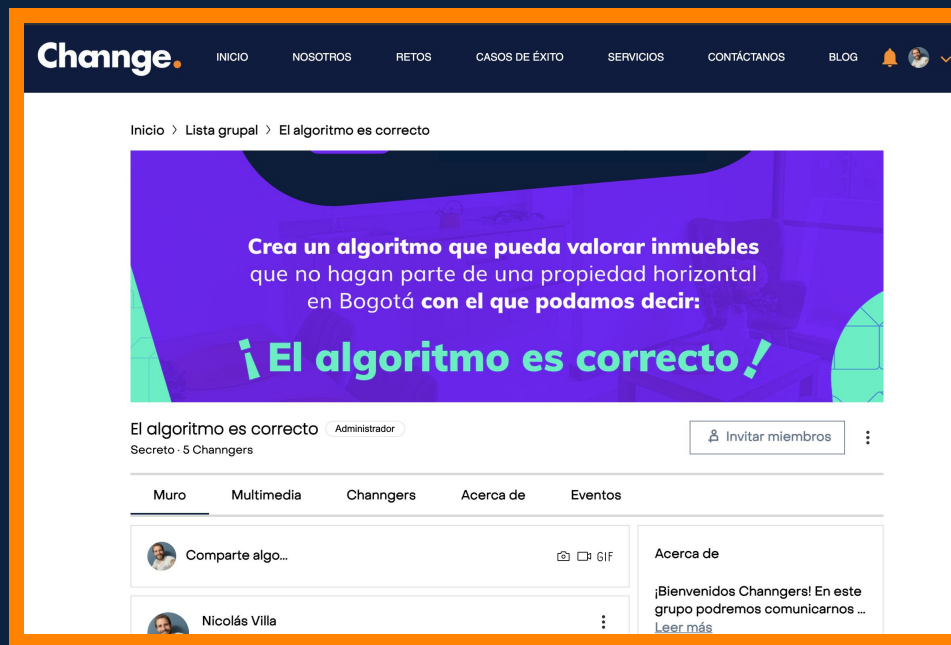 Channge.
INICIO NOSOTROS RETOS CASOS DE ÉXITO SERVICIOS CONTÁCTANOS BLOG
Inicio > Lista grupal > El algoritmo es correcto
Crea un algoritmo que pueda valorar inmuebles
que no hagan parte de una propiedad horizontal
en Bogotá con el que podamos decir:
¡El algoritmo es correcto!
El algoritmo es correcto Administrador
Invitar miembros
Secreto · 5 Channgers
Muro Multimedia Channgers Acerca de Eventos
Comparte algo... GIF
Acerca de
¡Bienvenidos Channgers! En este
grupo podremos comunicarnos ...
Leer más
Nicolás Villa